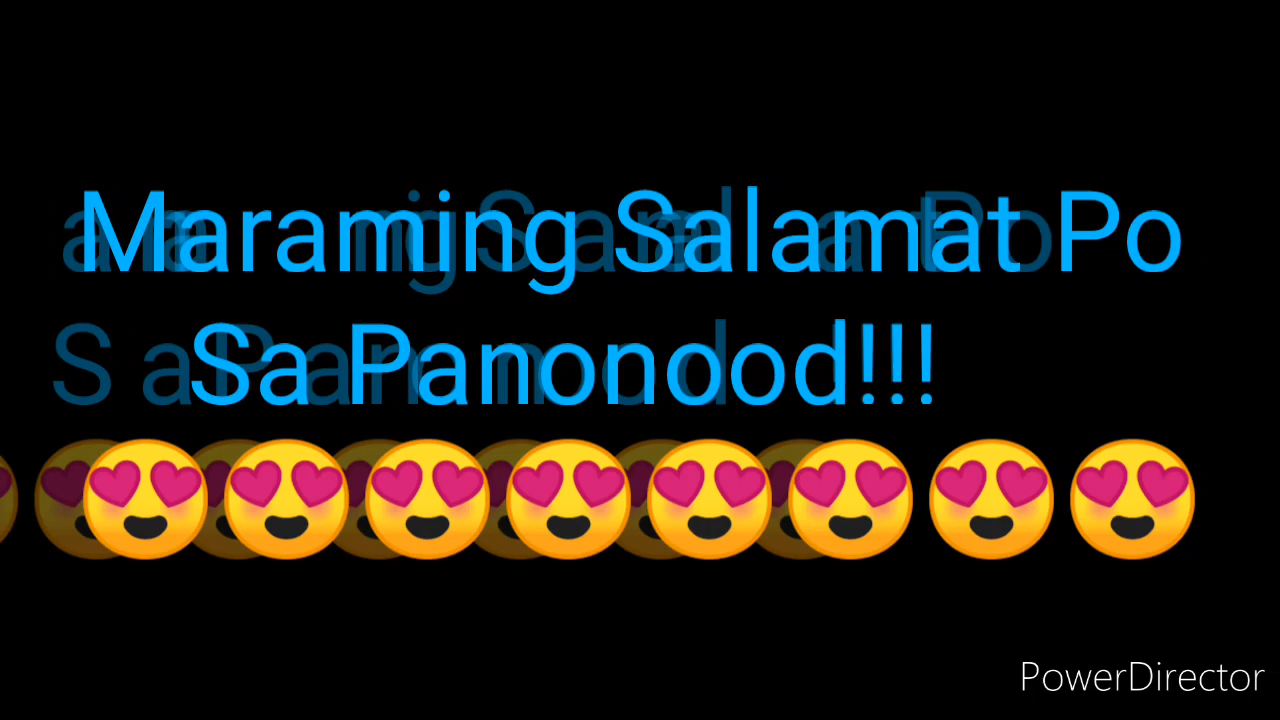 Maraming Salamat Po
Sa Panonood!!!
😍😍😍😍😍😍😍😍
PowerDirector